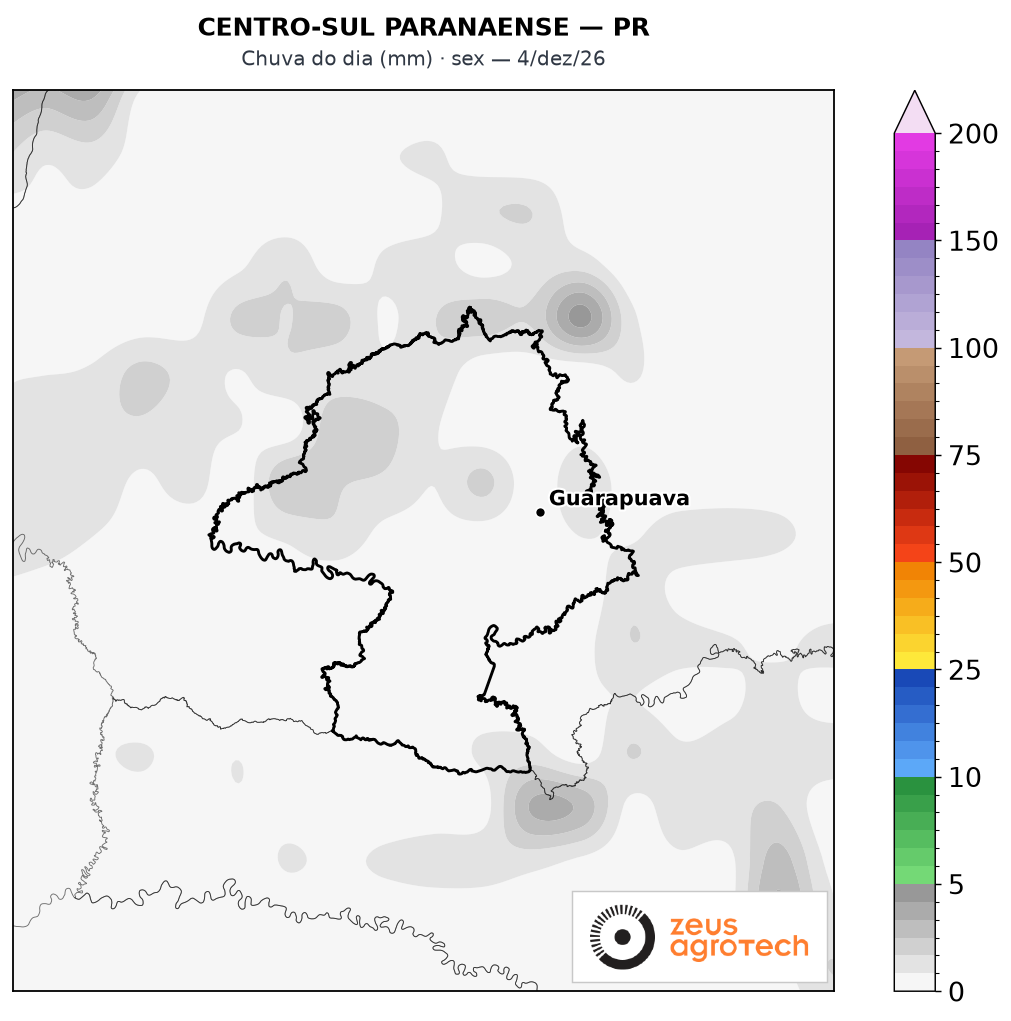 CENTRO-SUL PARANAENSE — PR
Chuva do dia (mm) · sex — 4/dez/26
200
150
100
75
50
25
10
5
0
Guarapuava
zeus
agrotech